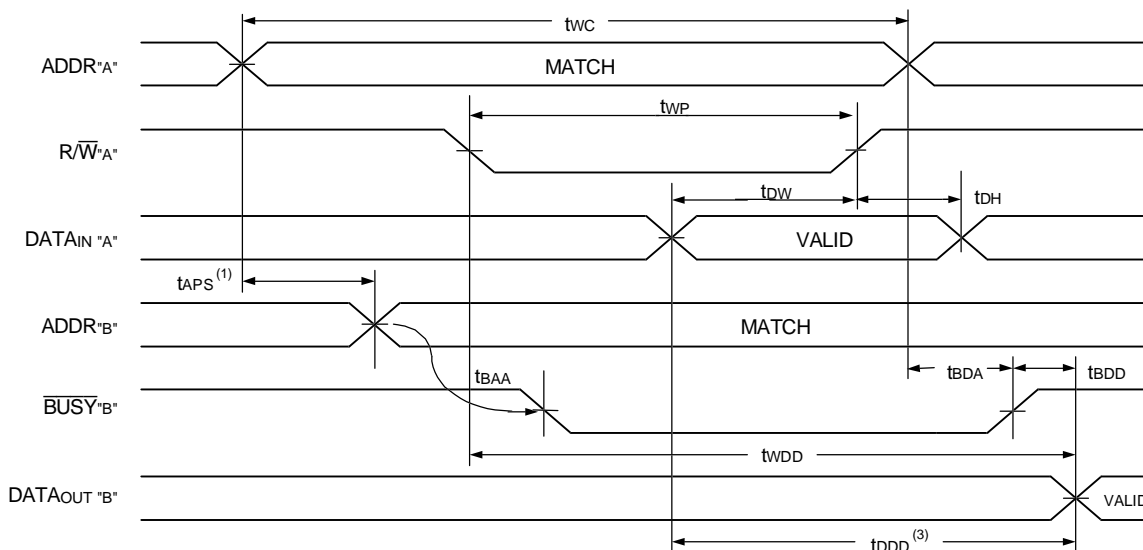 tWC
ADDR"A" MATCH
tWP
R/W"A"
tDW tDH
DATAIN "A" VALID
tAPS (1)
ADDR"B" MATCH
tBAA tBDA tBDD
BUSY"B"
tWDD
DATAOUT "B" VALID
tDDD (3)